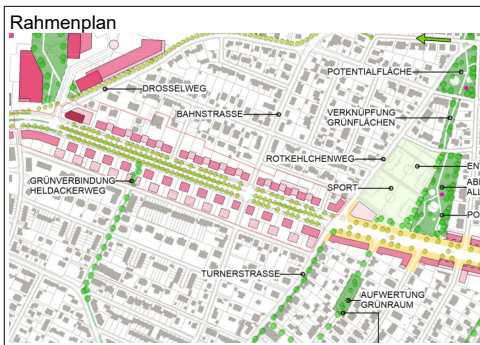 Rahmenplan
POTENTIALFLÄCHE
DROSSELWEG
BAHNSTRASSE
VERKNÜPFUNG
GRÜNFLÄCHEN
ROTKEHLCHENWEG
GRÜNVERBINDUNG
HELDACKERWEG
SPORT
TURNERSTRASSE
AUFWERTUNG
GRÜNRAUM